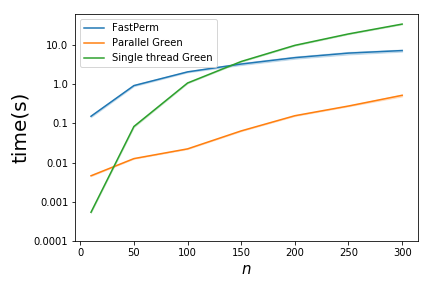 FastPerm
Parallel Green
Single thread Green
time(s)
10.0
1.0
0.1
0.01
0.001
0.0001
0 50 100 150 200 250 300
n